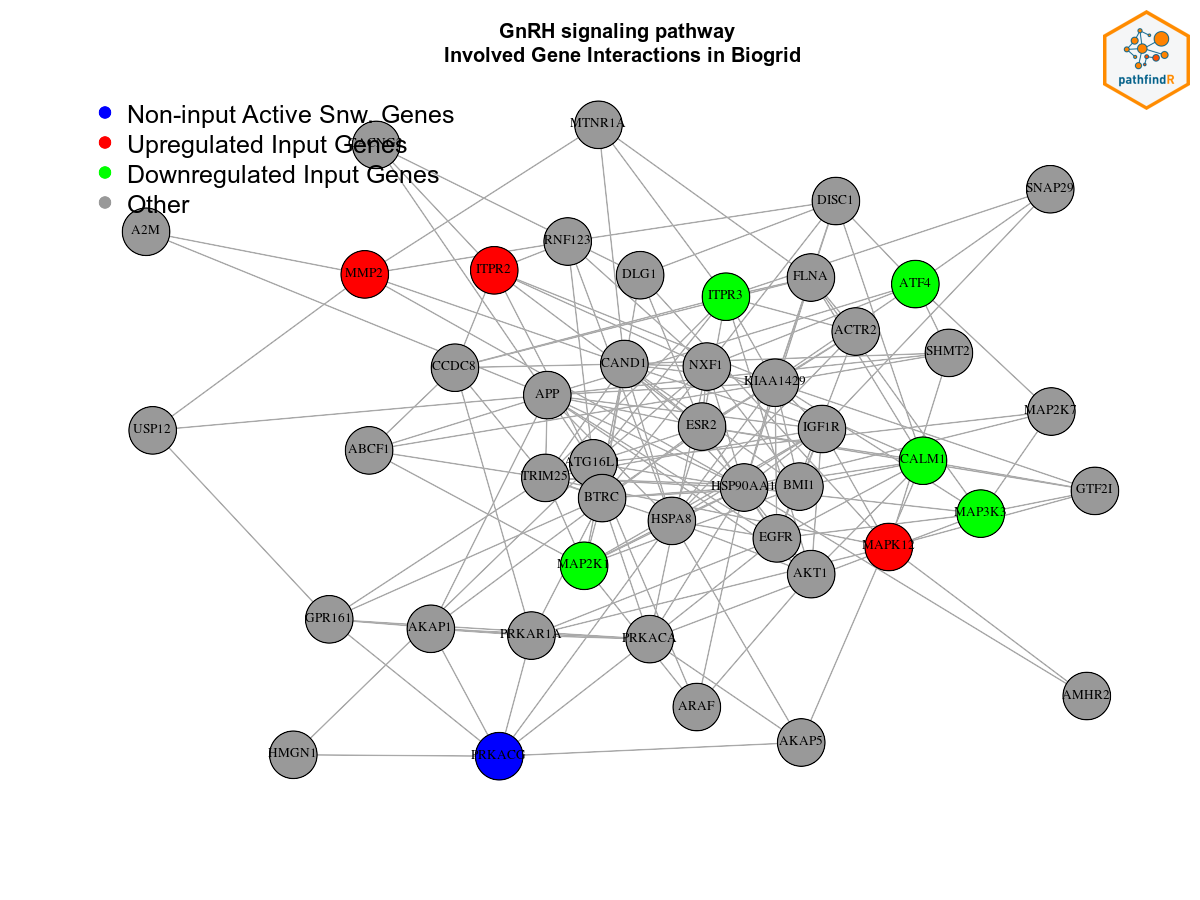 GnRH signaling pathway
Involved Gene Interactions in Biogrid
pathfindR
Non-input Active Snw. Genes
Upregulated Input Genes
Downregulated Input Genes
Other
MTNR1A
SNAP29
DISC1
A2M
RNF123
MMP2
ITPR2
DLG1
FLNA
ATF4
ITPR3
ACTR2
SHMT2
CCDC8
CAND1
NXF1
KIAA1429
APP
MAP2K7
USP12
ESR2
IGF1R
ABCF1
CALM1
TRIM25
HSP90AA1
BMI1
GTF2I
BTRC
HSPA8
MAP3K3
EGFR
MAPK12
MAP2K1
AKT1
GPR161
AKAP1
PRKAR1A
PRKACA
ARAF
AMHR2
HMGN1
PRKACG
AKAP5